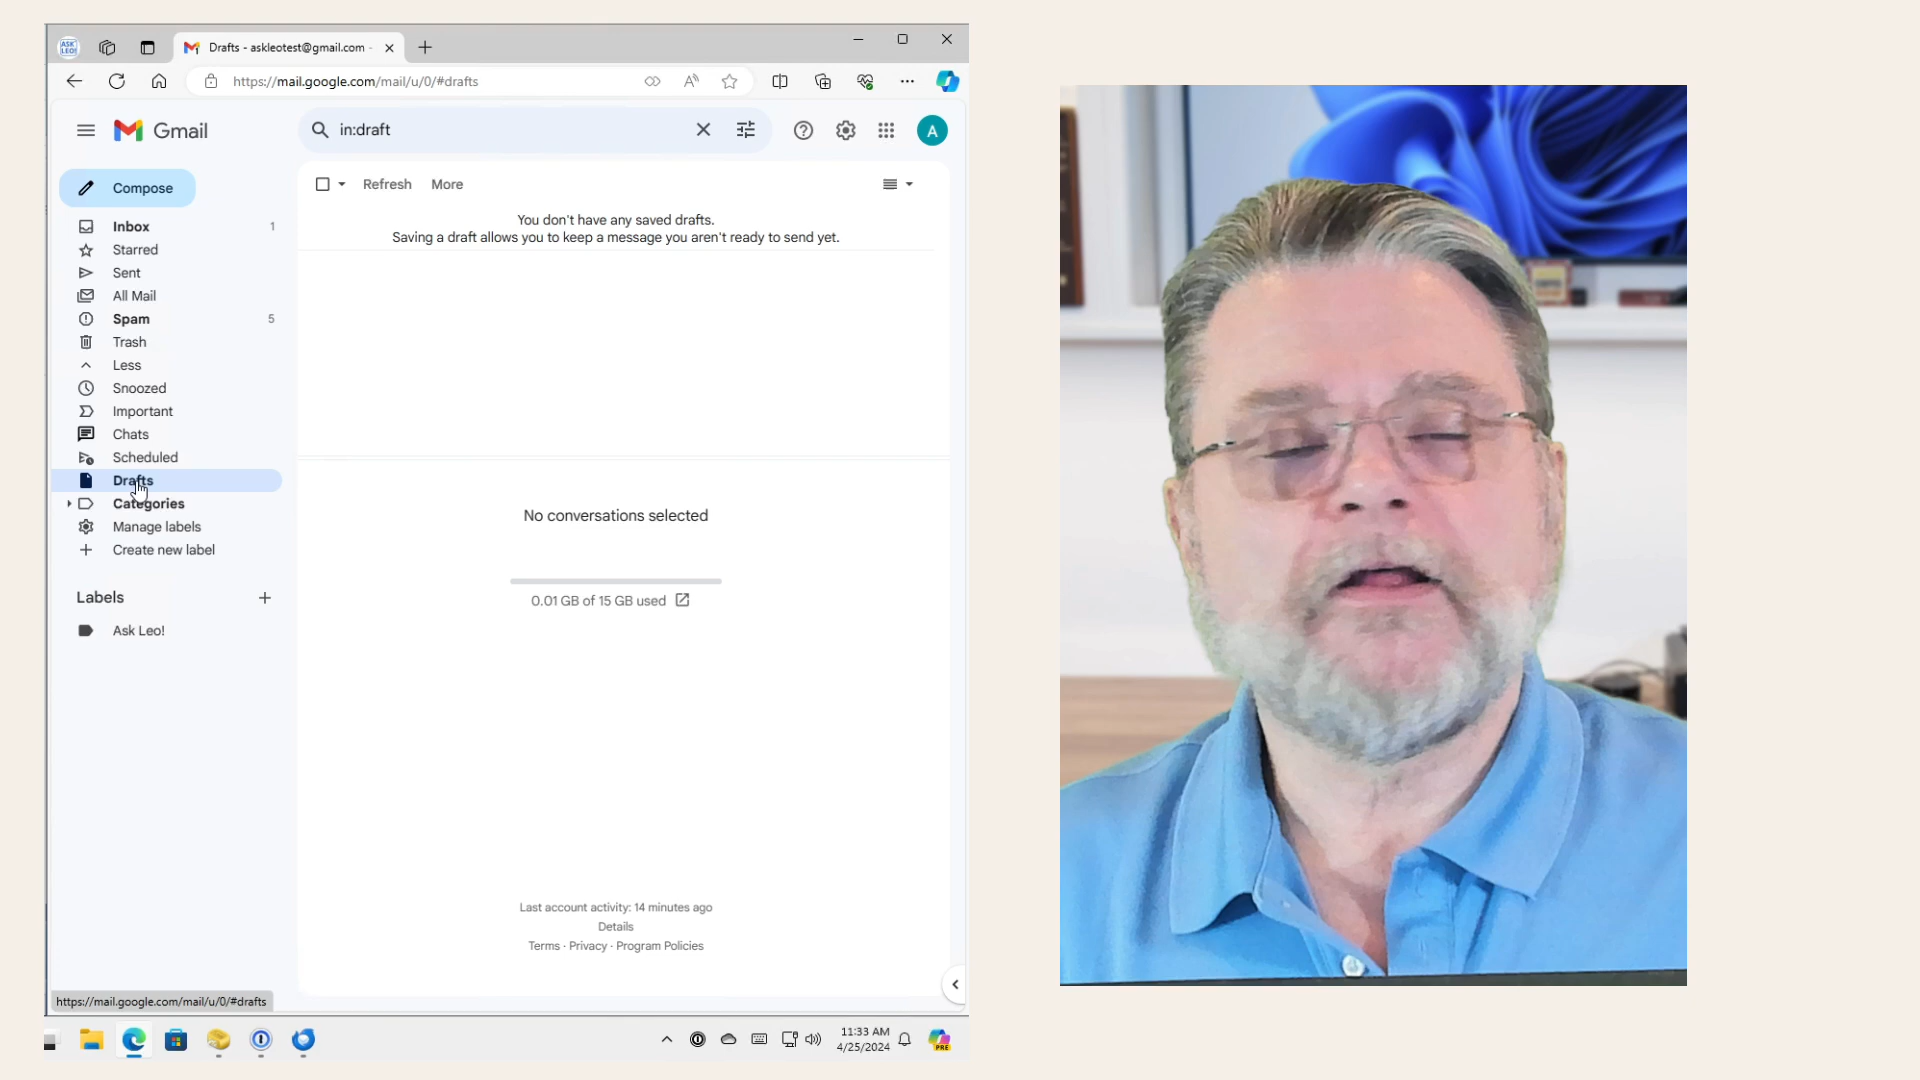 ASK LEO!
Drafts - askleotest@gmail.com -
https://mail.google.com/mail/u/0/#drafts
Gmail
in:draft
A
Compose
Refresh
More
You don't have any saved drafts.
Saving a draft allows you to keep a message you aren't ready to send yet.
Inbox 1
Starred
Sent
All Mail
Spam 5
Trash
Less
Snoozed
Important
Chats
Scheduled
Drafts
Categories
Manage labels
Create new label
Labels
Ask Leo!
No conversations selected
0.01 GB of 15 GB used
Last account activity: 14 minutes ago
Details
Terms · Privacy · Program Policies
https://mail.google.com/mail/u/0/#drafts
11:33 AM
4/25/2024
PRE